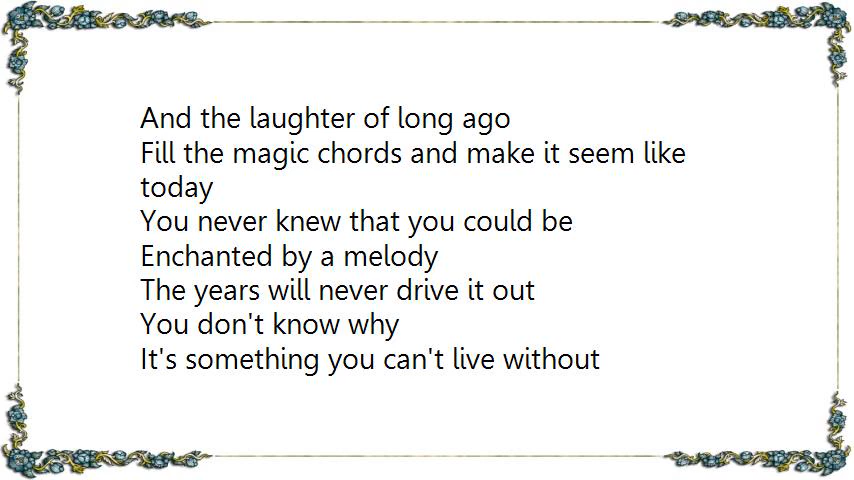 And the laughter of long ago
Fill the magic chords and make it seem like
today
You never knew that you could be
Enchanted by a melody
The years will never drive it out
You don't know why
It's something you can't live without